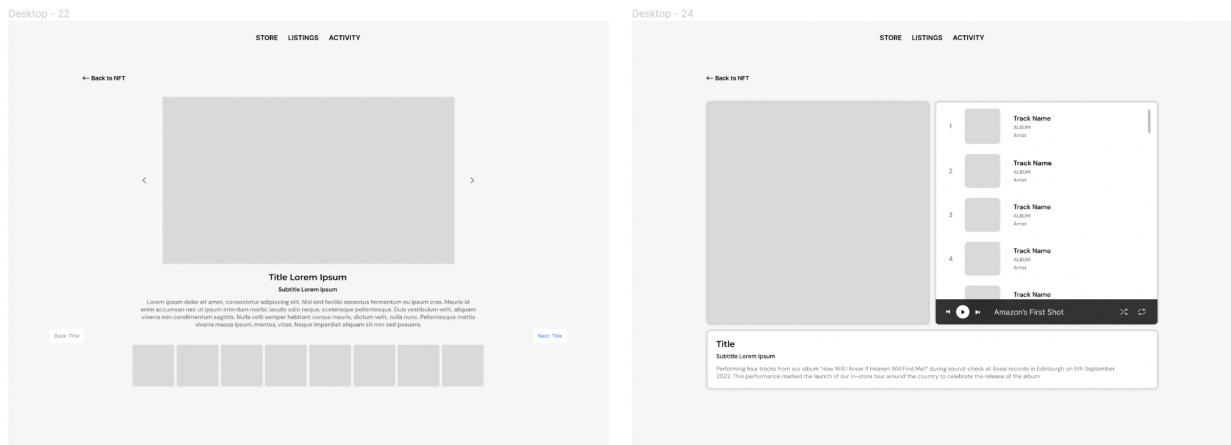 Desktop - 22
STORE LISTINGS ACTIVITY
← Back to NFT
Title Lorem Ipsum
Subtitle Lorem Ipsum
Lorem ipsum dolor sit amet, consectetur adipiscing elit. Nisi sed facilisi senectus fermentum eu ipsum cras. Mauris id
enim accumsan nec ut ipsum interdum morbi. Iaculis odio neque, scelerisque pellentesque. Duis vestibulum velit, aliquam
viverra non condimentum sagittis. Nulla velit semper habitant cursus mauris, dictum velit, nulla nunc. Pellentesque mattis
viverra massa ipsum, montes, vitae. Neque imperdiet aliquam sit non sed posuere.
Back: Title
Next: Title
Desktop - 24
STORE LISTINGS ACTIVITY
← Back to NFT
1
Track Name
ALBUM
Artist
2
Track Name
ALBUM
Artist
3
Track Name
ALBUM
Artist
4
Track Name
ALBUM
Artist
Track Name
Amazon's First Shot
Title
Subtitle Lorem Ipsum
Performing four tracks from our album 'How Will I Know If Heaven Will Find Me?' during sound-check at Assai records in Edinburgh on 5th September
2022. This performance marked the launch of our in-store tour around the country to celebrate the release of the album